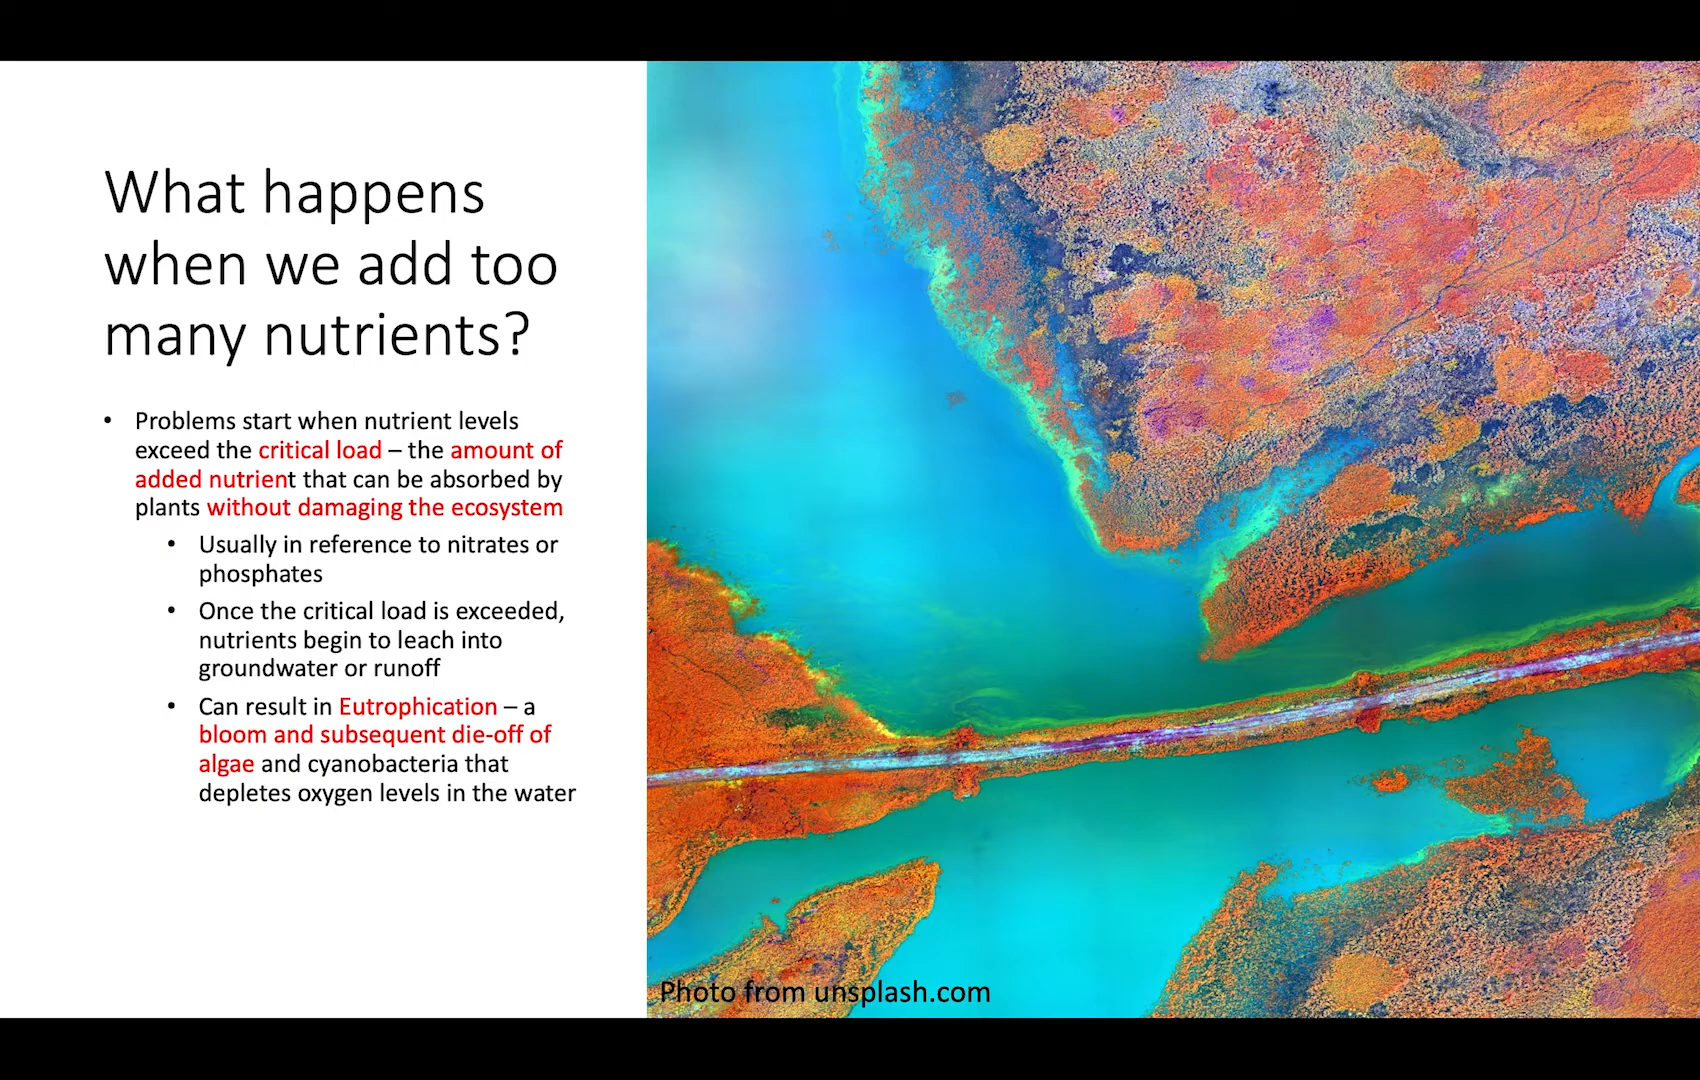 What happens
when we add too
many nutrients?
• Problems start when nutrient levels
exceed the critical load – the amount of
added nutrient that can be absorbed by
plants without damaging the ecosystem
• Usually in reference to nitrates or
phosphates
• Once the critical load is exceeded,
nutrients begin to leach into
groundwater or runoff
• Can result in Eutrophication – a
bloom and subsequent die-off of
algae and cyanobacteria that
depletes oxygen levels in the water
Photo from unsplash.com